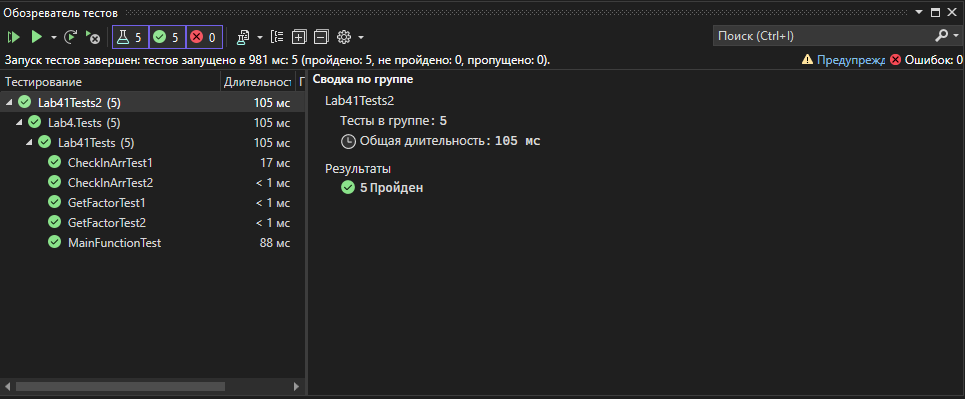 Обозреватель тестов
5 5 0
Поиск (Ctrl+I)
Запуск тестов завершен: тестов запущено в 981 мс: 5 (пройдено: 5, не пройдено: 0, пропущено: 0).
Предупрежд Ошибок: 0
Тестирование Длительност П
Lab41Tests2 (5) 105 мс
Lab4.Tests (5) 105 мс
Lab41Tests (5) 105 мс
CheckInArrTest1 17 мс
CheckInArrTest2 < 1 мс
GetFactorTest1 < 1 мс
GetFactorTest2 < 1 мс
MainFunctionTest 88 мс
Сводка по группе
Lab41Tests2
Тесты в группе: 5
Общая длительность: 105 мс
Результаты
5 Пройден